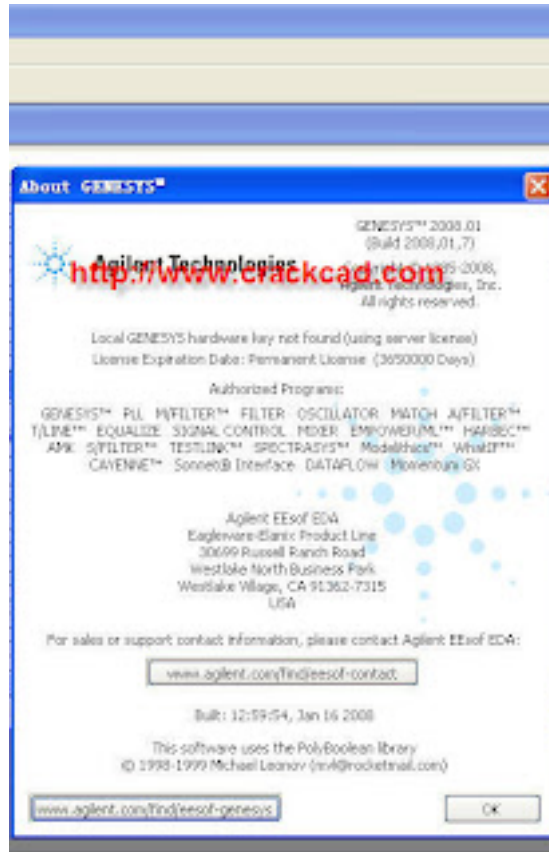 About GENESYS™
GENESYS™ 2008.01
(Build 2008.01.7)
Agilent Technologies
http://www.crackcad.com
Copyright © 1985-2008,
Agilent Technologies, Inc.
All rights reserved.
Local GENESYS hardware key not found (using server license)
License Expiration Date: Permanent License (3650000 Days)
Authorized Programs:
GENESYS™ PLL M/FILTER™ FILTER OSCILLATOR MATCH A/FILTER™
T/LINE™ EQUALIZE SIGNAL CONTROL MIXER EMPOWER/ML™ HARBEC™
AMK S/FILTER™ TESTLINK™ SPECTRASYS™ Modelithics™ WhatIF™
CAYENNE™ Sonnet® Interface DATAFLOW Momentum GX
Agilent EEsof EDA
Eagleware-Elanix Product Line
30699 Russell Ranch Road
Westlake North Business Park
Westlake Village, CA 91362-7315
USA
For sales or support contact information, please contact Agilent EEsof EDA:
www.agilent.com/find/eesof-contact
Built: 12:59:54, Jan 16 2008
This software uses the PolyBoolean library
© 1998-1999 Michael Leonov (mvl@rocketmail.com)
www.agilent.com/find/eesof-genesys
OK